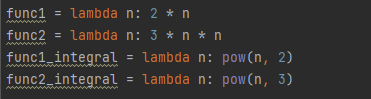 func1 = lambda n: 2 * n
func2 = lambda n: 3 * n * n
func1_integral = lambda n: pow(n, 2)
func2_integral = lambda n: pow(n, 3)